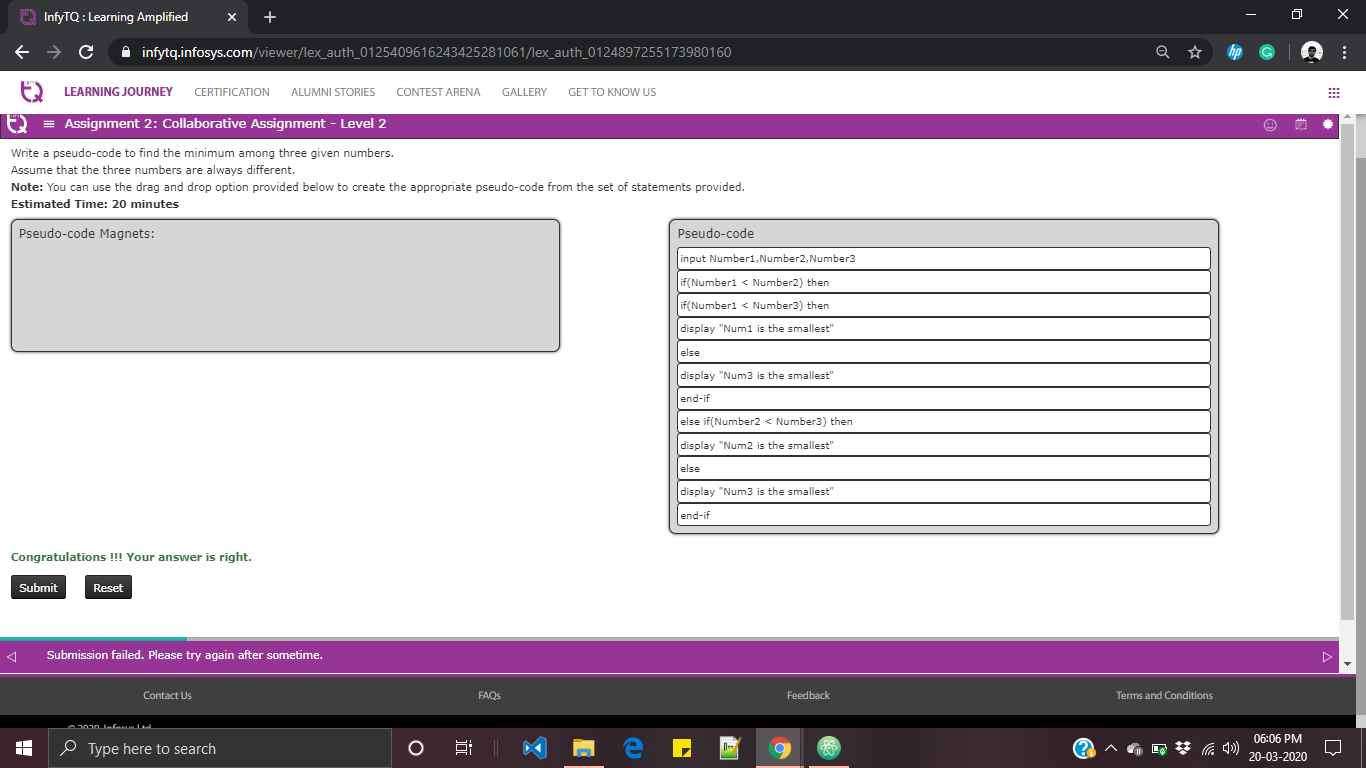 InfyTQ : Learning Amplified
infytq.infosys.com/viewer/lex_auth_0125409616243425281061/lex_auth_0124897255173980160
LEARNING JOURNEY CERTIFICATION ALUMNI STORIES CONTEST ARENA GALLERY GET TO KNOW US
Assignment 2: Collaborative Assignment - Level 2
Write a pseudo-code to find the minimum among three given numbers.
Assume that the three numbers are always different.
Note: You can use the drag and drop option provided below to create the appropriate pseudo-code from the set of statements provided.
Estimated Time: 20 minutes
Pseudo-code Magnets:
Pseudo-code
input Number1,Number2,Number3
if(Number1 < Number2) then
if(Number1 < Number3) then
display "Num1 is the smallest"
else
display "Num3 is the smallest"
end-if
else if(Number2 < Number3) then
display "Num2 is the smallest"
else
display "Num3 is the smallest"
end-if
Congratulations !!! Your answer is right.
Submit Reset
Submission failed. Please try again after sometime.
Contact Us FAQs Feedback Terms and Conditions
© 2020, Infosys Ltd
Type here to search
06:06 PM
20-03-2020